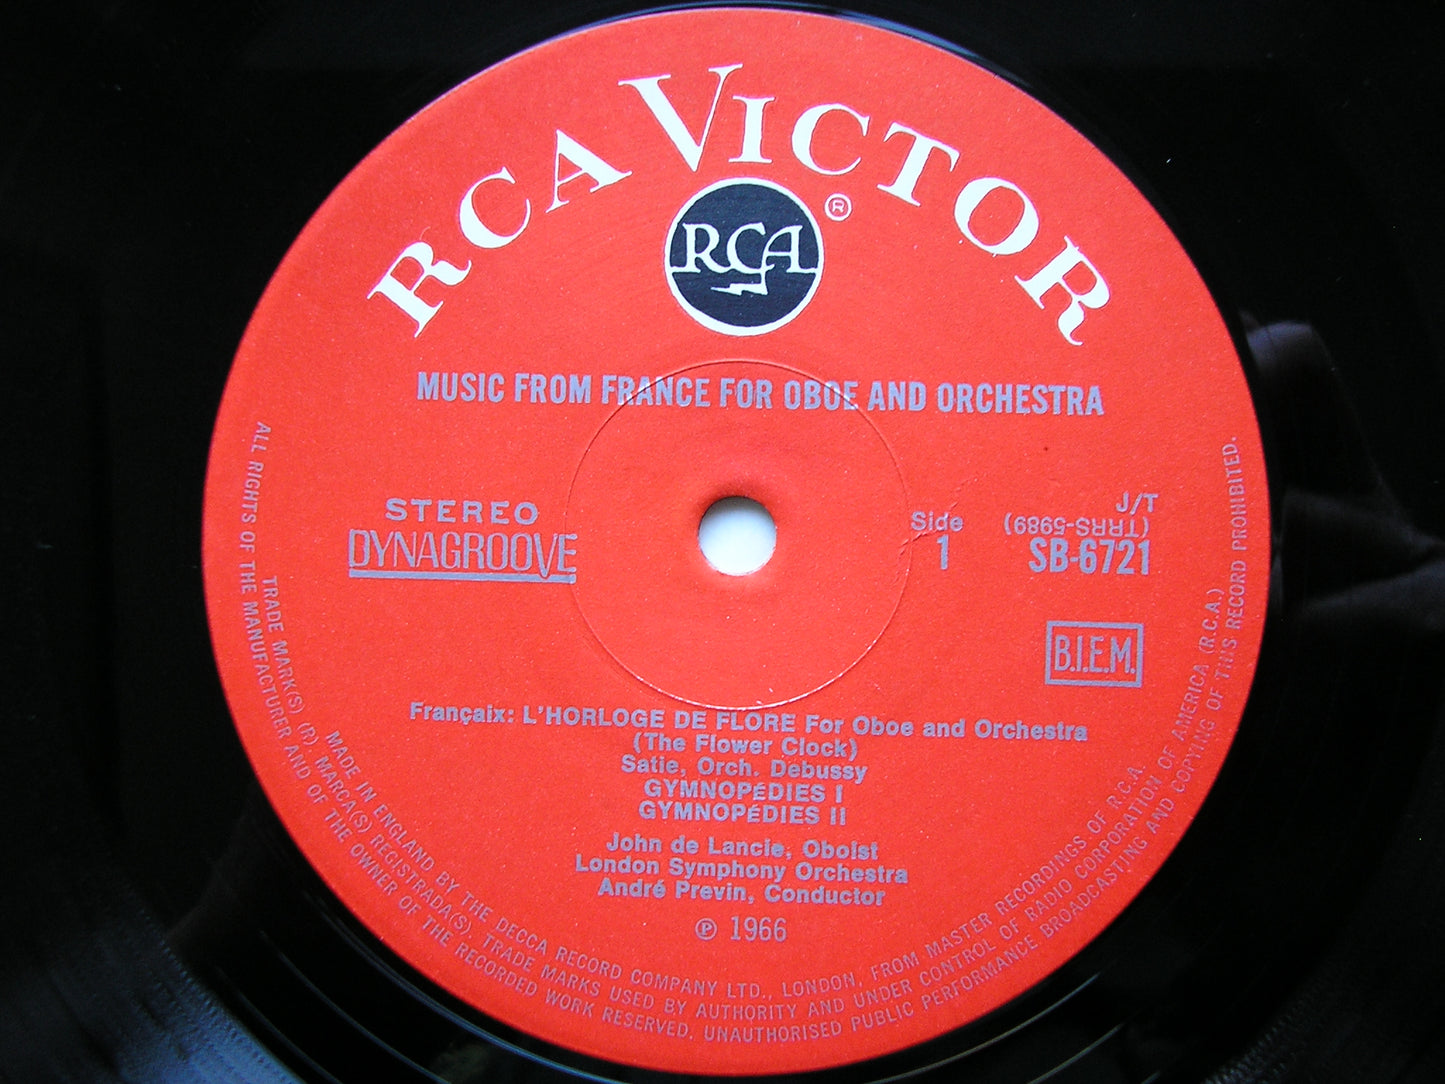 RCA VICTOR
RCA
®
MUSIC FROM FRANCE FOR OBOE AND ORCHESTRA
STEREO
DYNAGROOVE
Side
1
J/T
(TRRS-5989)
SB-6721
B.I.E.M.
Françaix: L'HORLOGE DE FLORE For Oboe and Orchestra
(The Flower Clock)
Satie, Orch. Debussy
GYMNOPéDIES I
GYMNOPéDIES II
John de Lancie, Oboist
London Symphony Orchestra
André Previn, Conductor
℗ 1966
MADE IN ENGLAND BY THE DECCA RECORD COMPANY LTD., LONDON, FROM MASTER RECORDINGS OF R.C.A.
TRADE MARK(S) (R) MARCA(S) REGISTRADA(S). TRADE MARKS USED BY AUTHORITY AND UNDER CONTROL OF RADIO CORPORATION OF AMERICA (R.C.A.)
ALL RIGHTS OF THE MANUFACTURER AND OF THE OWNER OF THE RECORDED WORK RESERVED. UNAUTHORISED PUBLIC PERFORMANCE BROADCASTING AND COPYING OF THIS RECORD PROHIBITED.